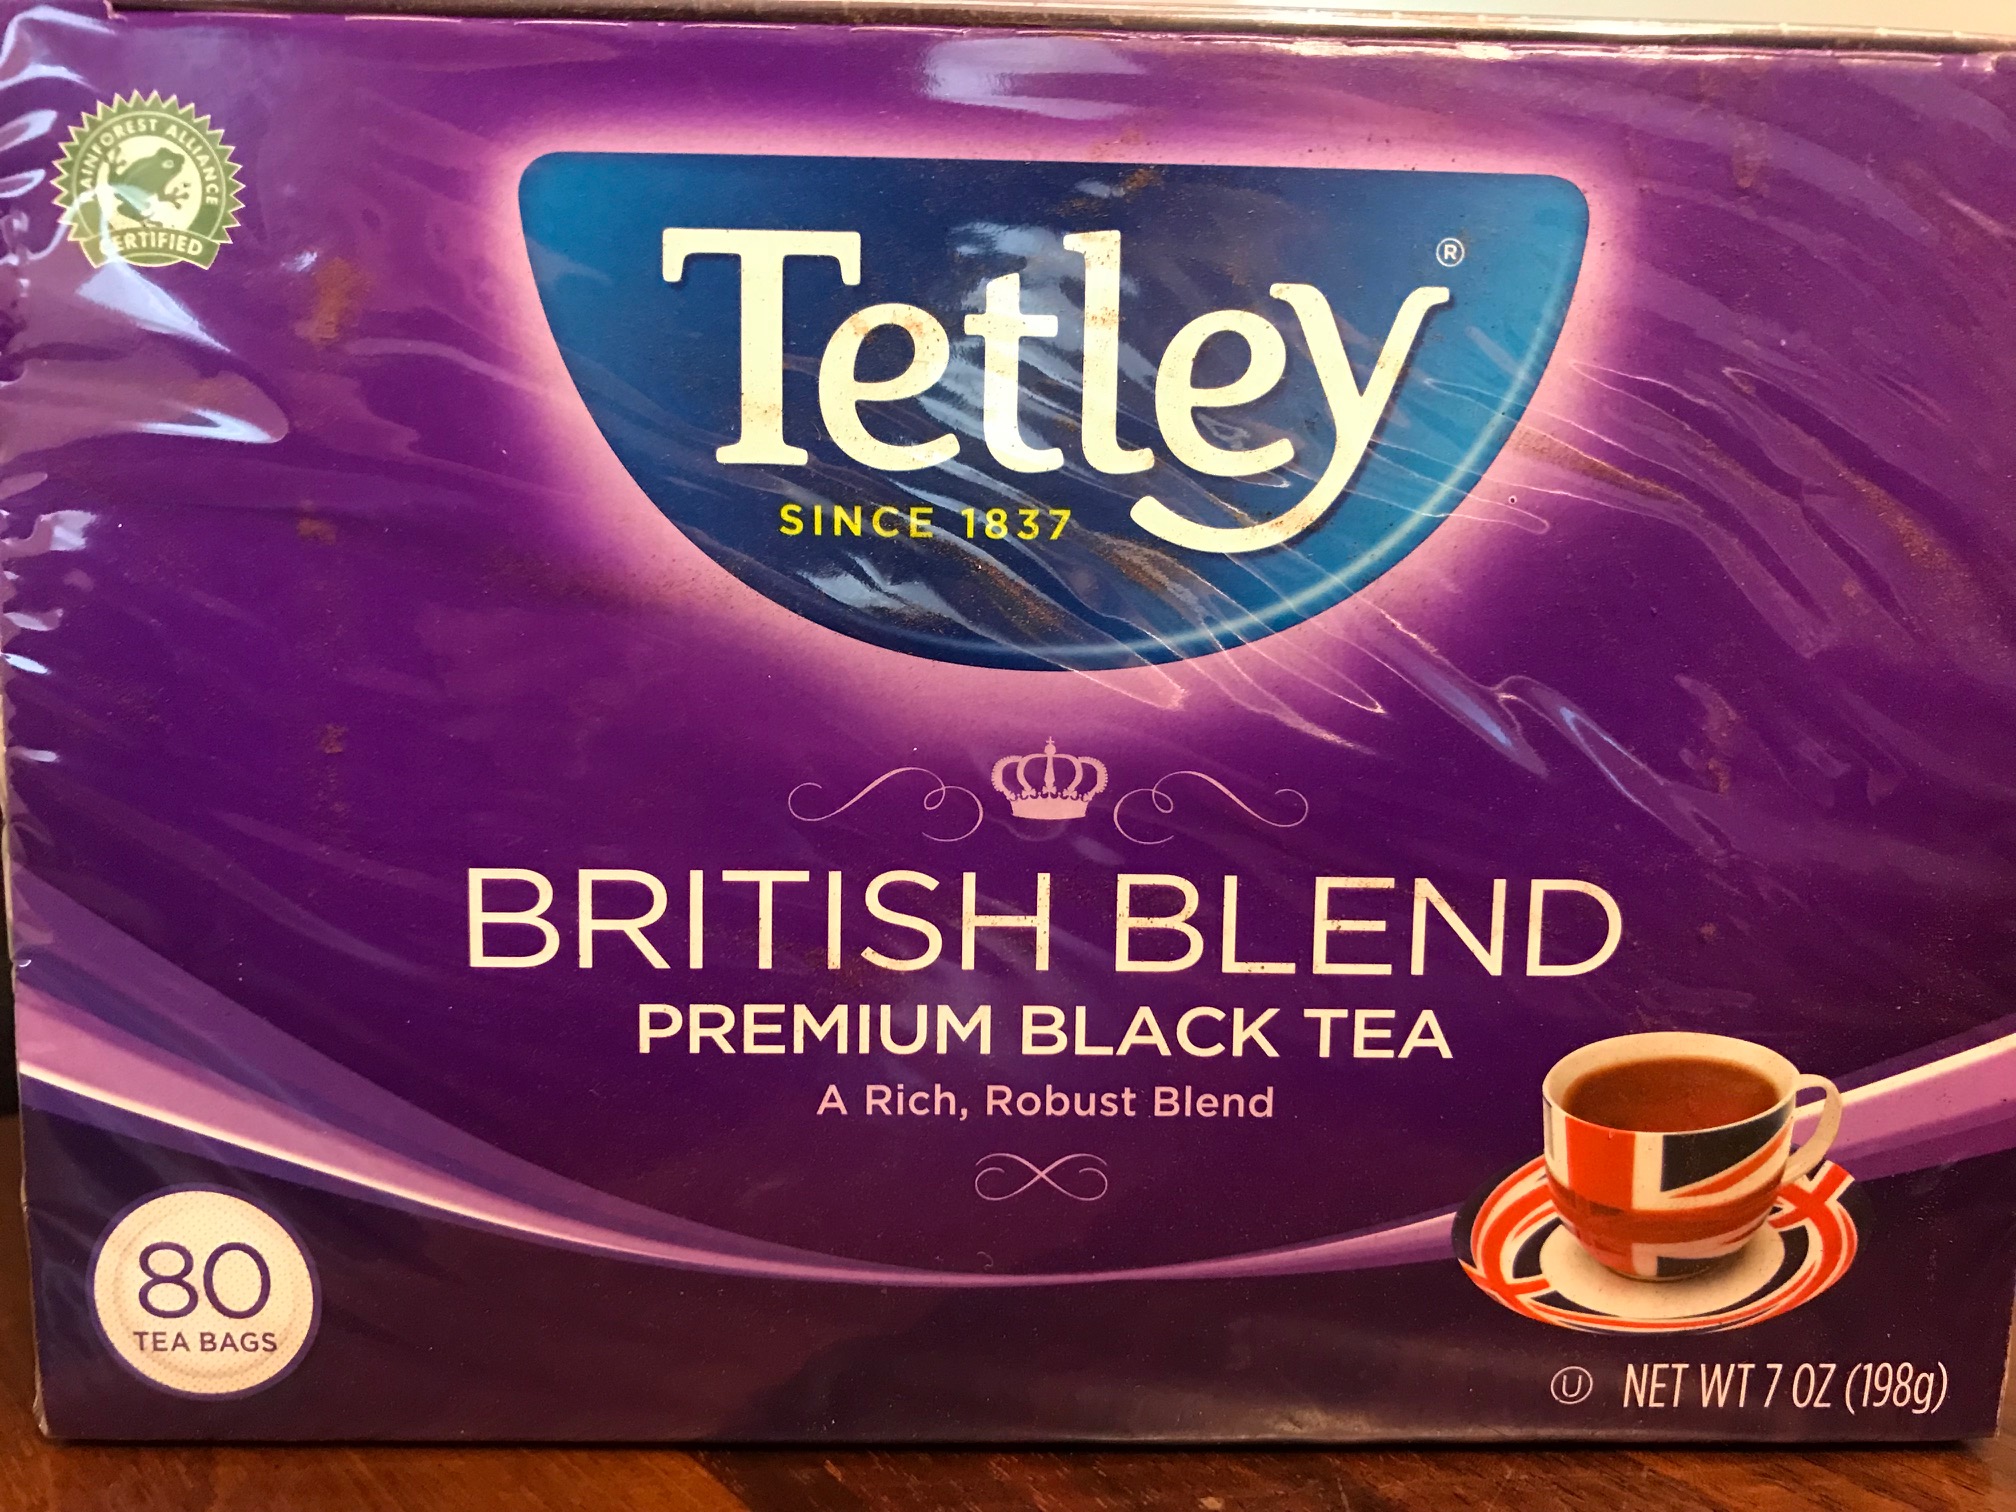 RAINFOREST ALLIANCE
CERTIFIED
Tetley®
SINCE 1837
BRITISH BLEND
PREMIUM BLACK TEA
A Rich, Robust Blend
80
TEA BAGS
Ⓤ NET WT 7 OZ (198g)